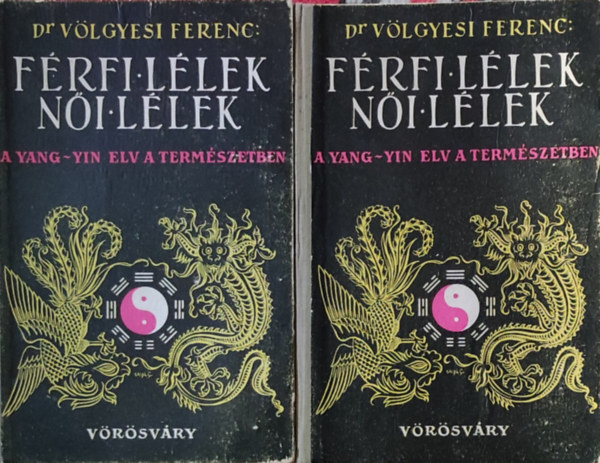 Dr VÖLGYESI FERENC:
FÉRFI·LÉLEK
NŐI·LÉLEK
A YANG~YIN ELV A TERMÉSZETBEN
VÖRÖSVÁRY
Dr VÖLGYESI FERENC:
FÉRFI·LÉLEK
NŐI·LÉLEK
A YANG~YIN ELV A TERMÉSZETBEN
VÖRÖSVÁRY